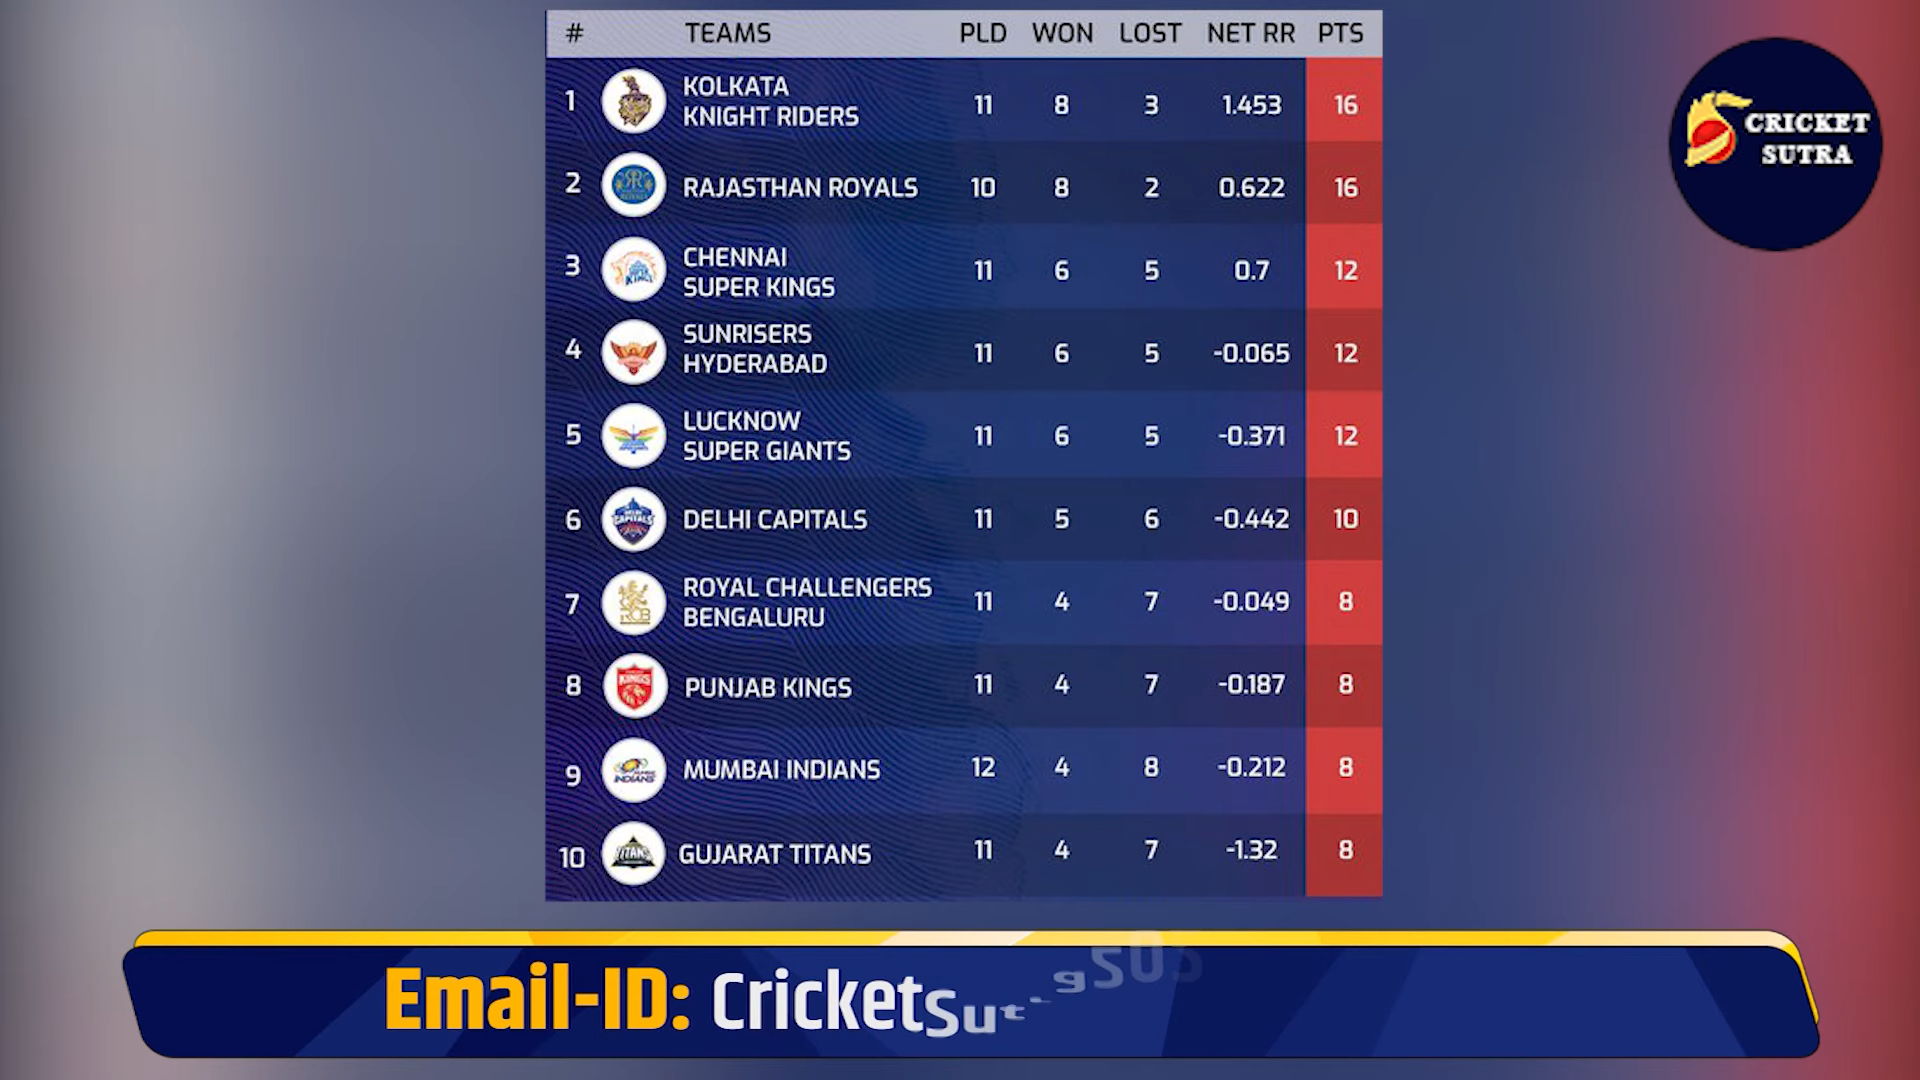 # TEAMS PLD WON LOST NET RR PTS
1 KOLKATA KNIGHT RIDERS 11 8 3 1.453 16
2 RAJASTHAN ROYALS 10 8 2 0.622 16
3 CHENNAI SUPER KINGS 11 6 5 0.7 12
4 SUNRISERS HYDERABAD 11 6 5 -0.065 12
5 LUCKNOW SUPER GIANTS 11 6 5 -0.371 12
6 DELHI CAPITALS 11 5 6 -0.442 10
7 ROYAL CHALLENGERS BENGALURU 11 4 7 -0.049 8
8 PUNJAB KINGS 11 4 7 -0.187 8
9 MUMBAI INDIANS 12 4 8 -0.212 8
10 GUJARAT TITANS 11 4 7 -1.32 8
CRICKET
SUTRA
Email-ID: Cricket